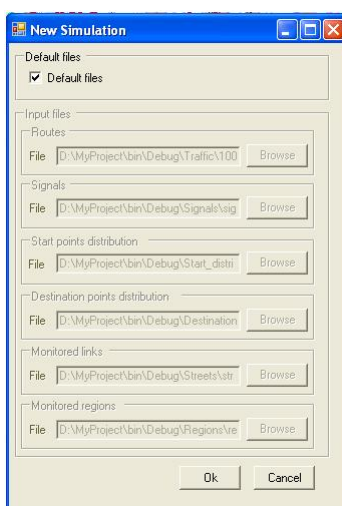 New Simulation
Default files
Default files
Input files
Routes
File D:\MyProject\bin\Debug\Traffic\100 Browse
Signals
File D:\MyProject\bin\Debug\Signals\sig Browse
Start points distribution
File D:\MyProject\bin\Debug\Start_distri Browse
Destination points distribution
File D:\MyProject\bin\Debug\Destination Browse
Monitored links
File D:\MyProject\bin\Debug\Streets\str Browse
Monitored regions
File D:\MyProject\bin\Debug\Regions\re Browse
Ok Cancel